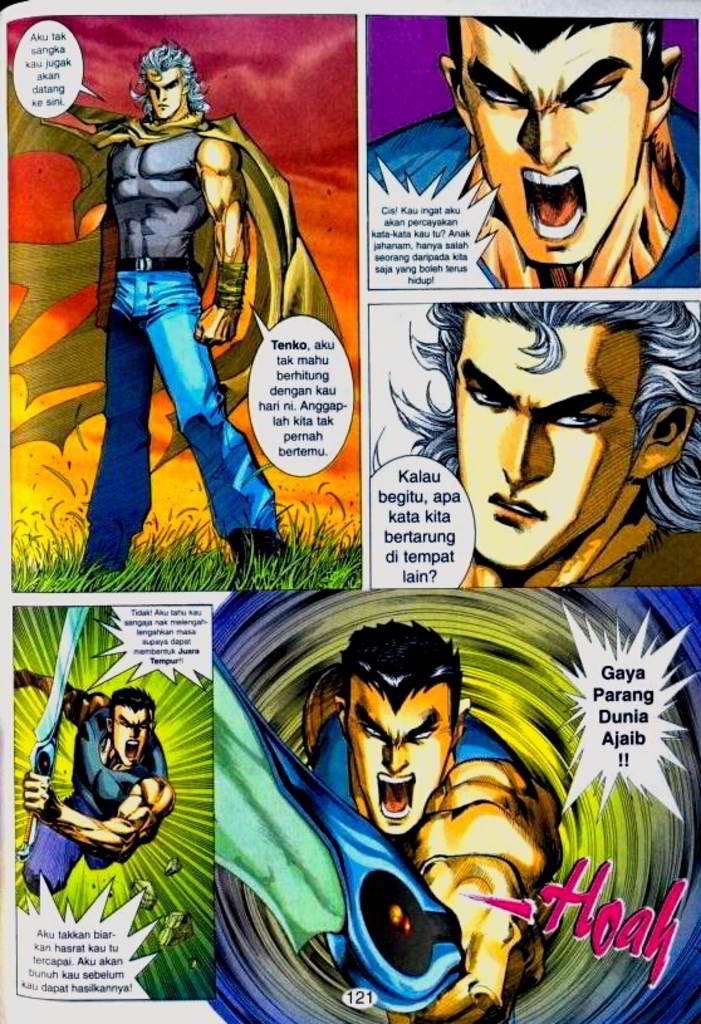 Aku tak
sangka
kau jugak
akan
datang
ke sini.
Tenko, aku
tak mahu
berhitung
dengan kau
hari ni. Anggap-
lah kita tak
pernah
bertemu.
Cis! Kau ingat aku
akan percayakan
kata-kata kau tu? Anak
jahanam, hanya salah
seorang daripada kita
saja yang boleh terus
hidup!
Kalau
begitu, apa
kata kita
bertarung
di tempat
lain?
Tidak! Aku tahu kau
sengaja nak melengah-
lengahkan masa
supaya dapat
membentuk Juara
Tempur!!
Aku takkan biar-
kan hasrat kau tu
tercapai. Aku akan
bunuh kau sebelum
kau dapat hasilkannya!
Gaya
Parang
Dunia
Ajaib
!!
Hoah
121